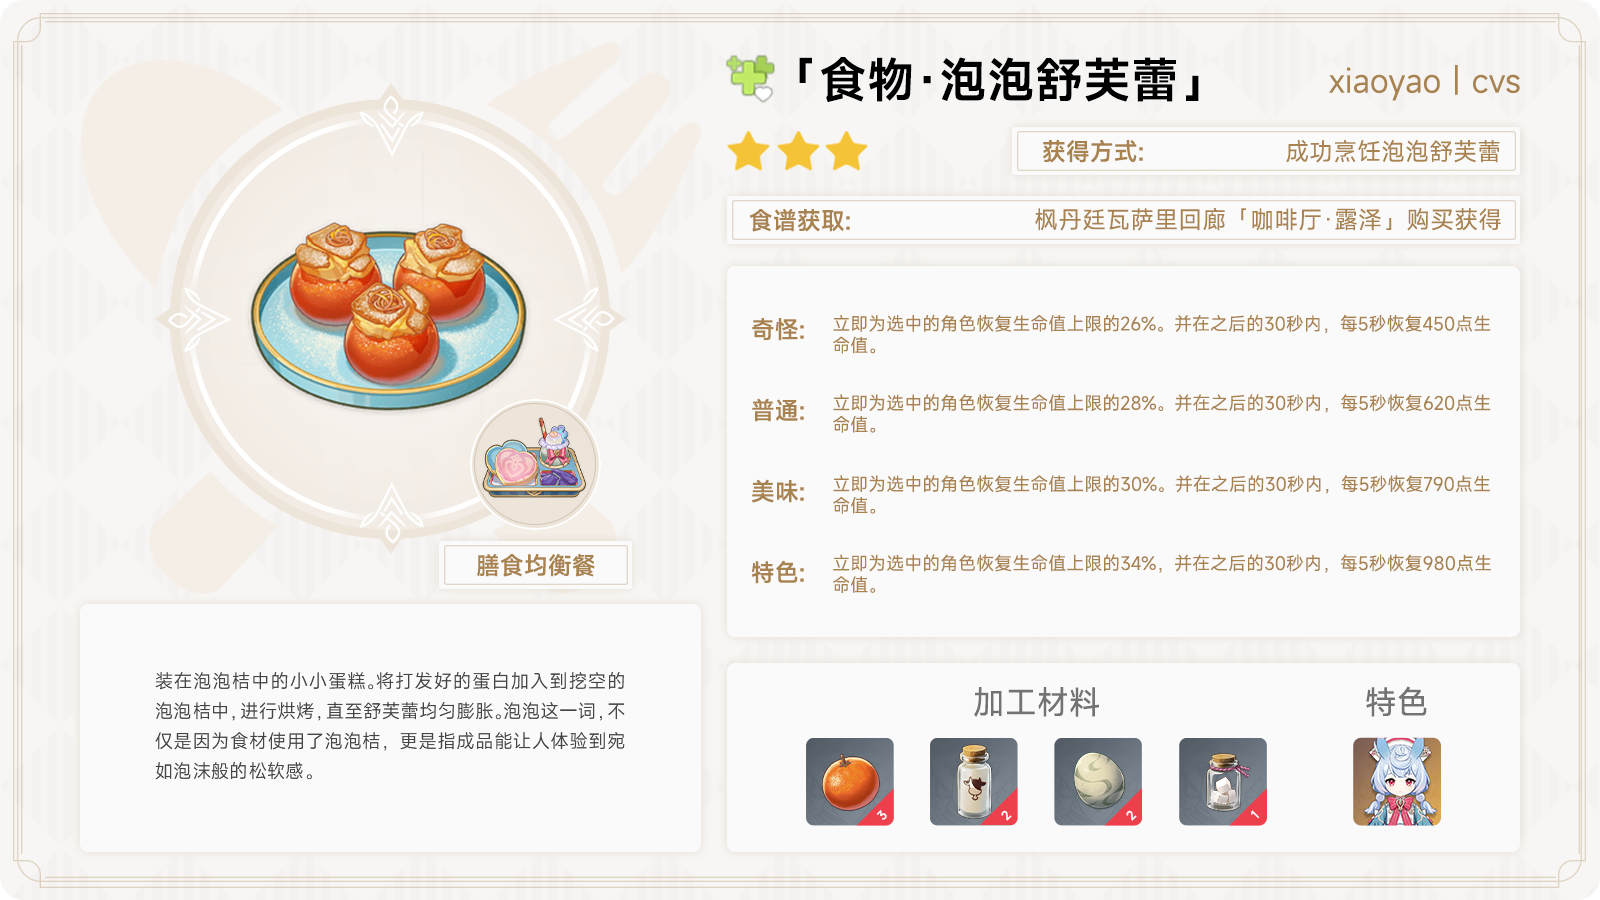 「食物·泡泡舒芙蕾」
xiaoyao | cvs
获得方式: 成功烹饪泡泡舒芙蕾
食谱获取: 枫丹廷瓦萨里回廊「咖啡厅·露泽」购买获得
奇怪: 立即为选中的角色恢复生命值上限的26%。并在之后的30秒内，每5秒恢复450点生
命值。
普通: 立即为选中的角色恢复生命值上限的28%。并在之后的30秒内，每5秒恢复620点生
命值。
美味: 立即为选中的角色恢复生命值上限的30%。并在之后的30秒内，每5秒恢复790点生
命值。
特色: 立即为选中的角色恢复生命值上限的34%，并在之后的30秒内，每5秒恢复980点生
命值。
膳食均衡餐
装在泡泡桔中的小小蛋糕。将打发好的蛋白加入到挖空的
泡泡桔中，进行烘烤，直至舒芙蕾均匀膨胀。泡泡这一词，不
仅是因为食材使用了泡泡桔，更是指成品能让人体验到宛
如泡沫般的松软感。
加工材料
特色
3
2
2
1